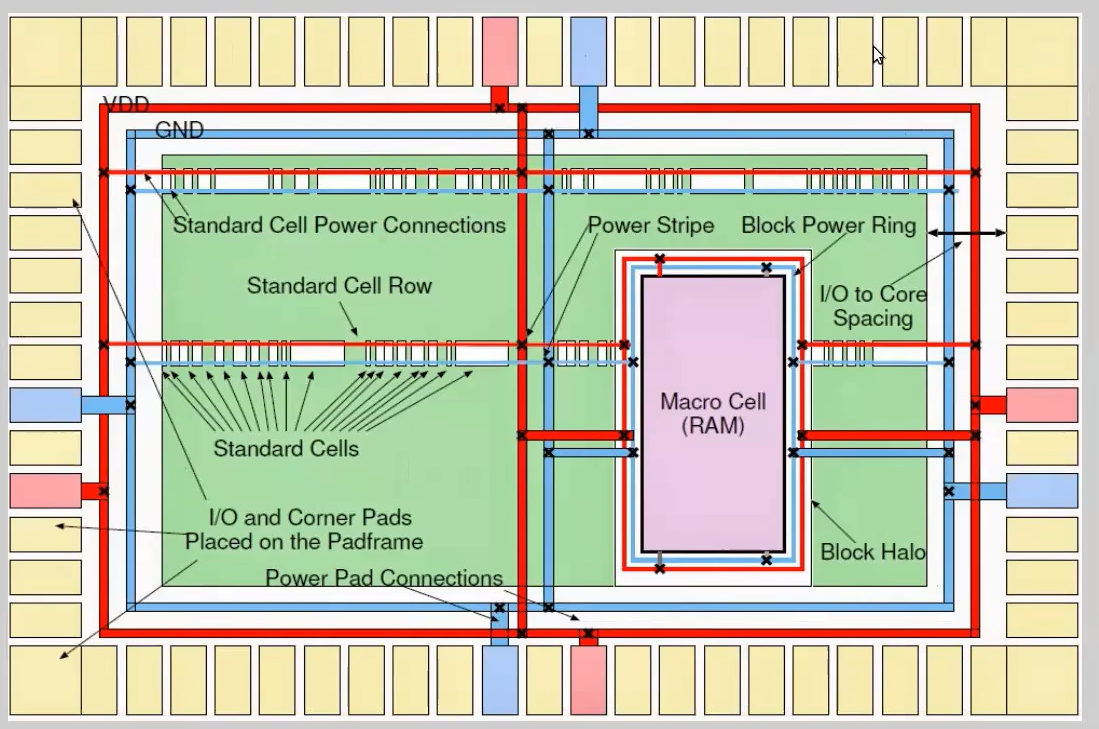 VDD
GND
Standard Cell Power Connections
Power Stripe
Block Power Ring
Standard Cell Row
I/O to Core
Spacing
Macro Cell
(RAM)
Standard Cells
I/O and Corner Pads
Placed on the Padframe
Block Halo
Power Pad Connections